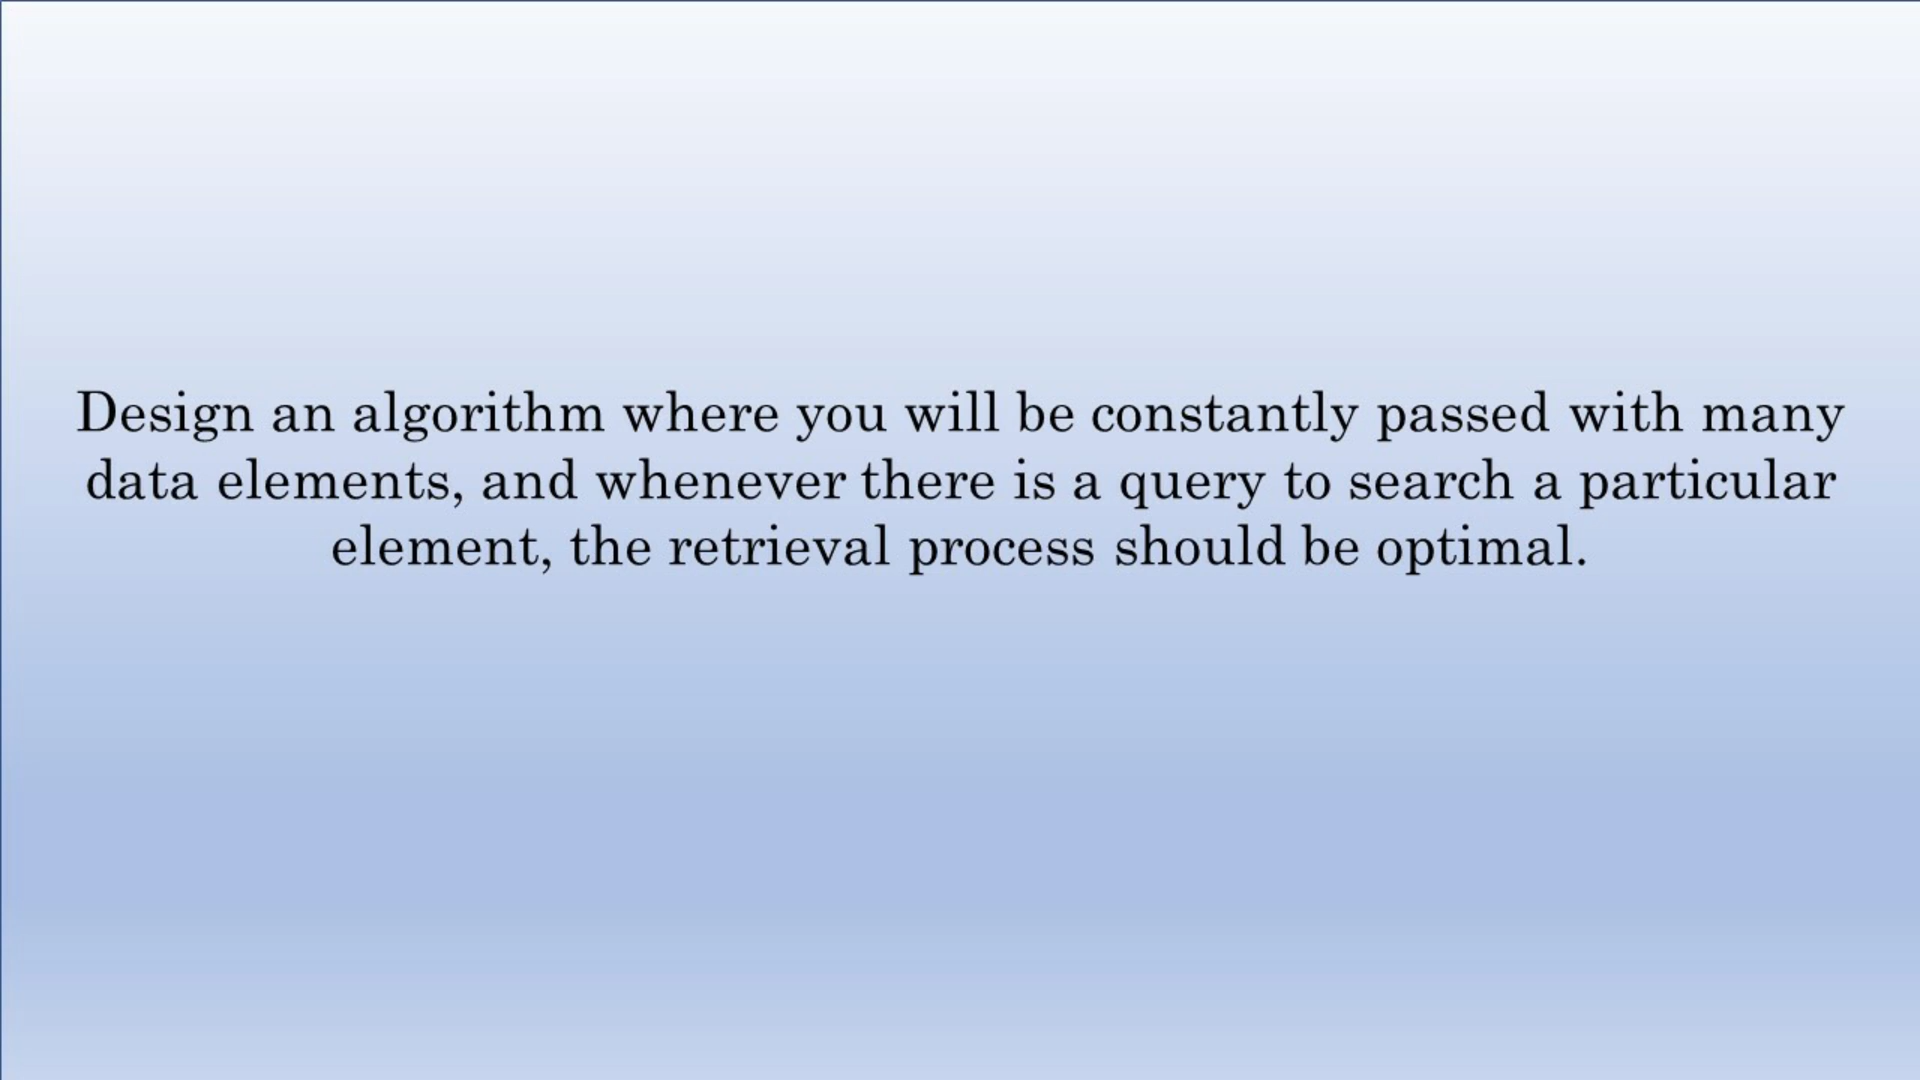 Design an algorithm where you will be constantly passed with many
data elements, and whenever there is a query to search a particular
element, the retrieval process should be optimal.